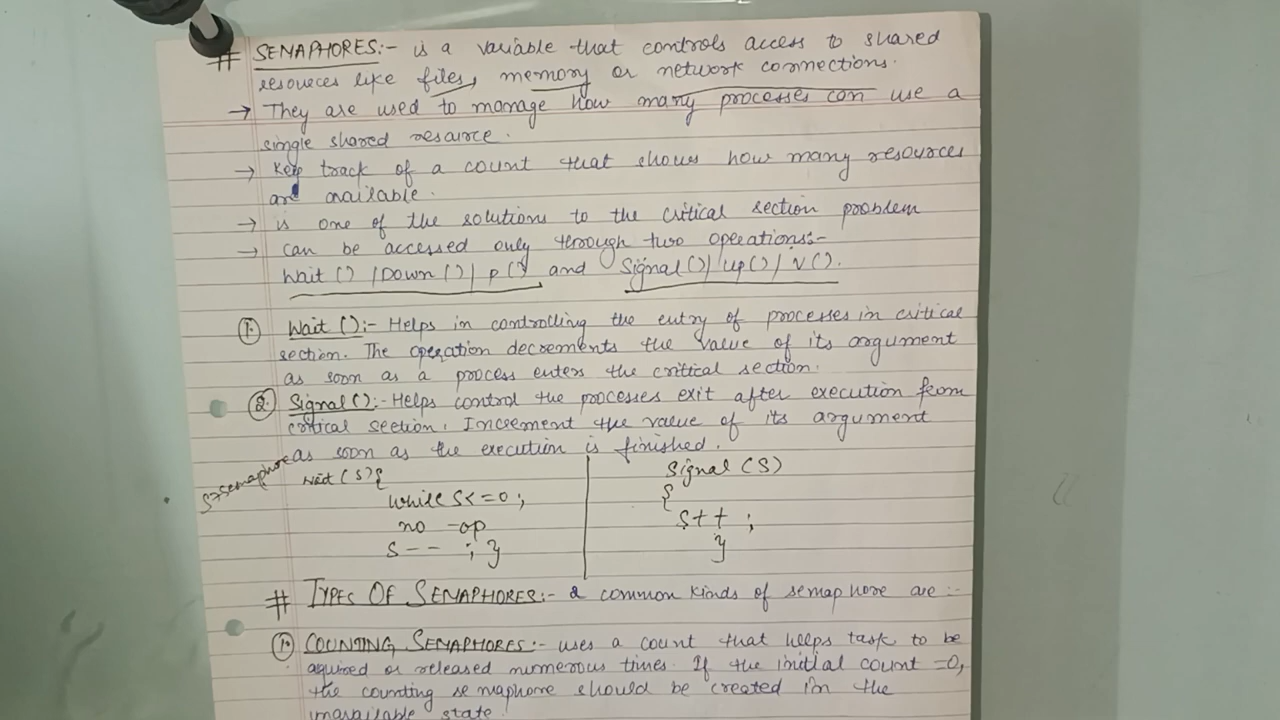 # SEMAPHORES:- is a variable that controls access to shared
resources like files, memory or network connections.
→ They are used to manage how many processes can use a
single shared resource.
→ Keep track of a count that shows how many resources
are available.
→ is one of the solutions to the critical section problem
→ can be accessed only through two operations:-
Wait () / Down () / P () and Signal () / up () / V ().
1. Wait ():- Helps in controlling the entry of processes in critical
section. The operation decrements the value of its argument
as soon as a process enters the critical section.
2. Signal ():- Helps control the processes exit after execution from
critical section. Increment the value of its argument
as soon as the execution is finished.
S→semaphore
Wait (S){
while S<=0;
no -op
S-- ; }
Signal (S)
{
S++ ;
}
# TYPES OF SEMAPHORES:- 2 common kinds of semaphore are :-
1. COUNTING SEMAPHORES:- uses a count that helps task to be
aquired or released numerous times. If the initial count =0,
the counting semaphore should be created in the
unavailable state.